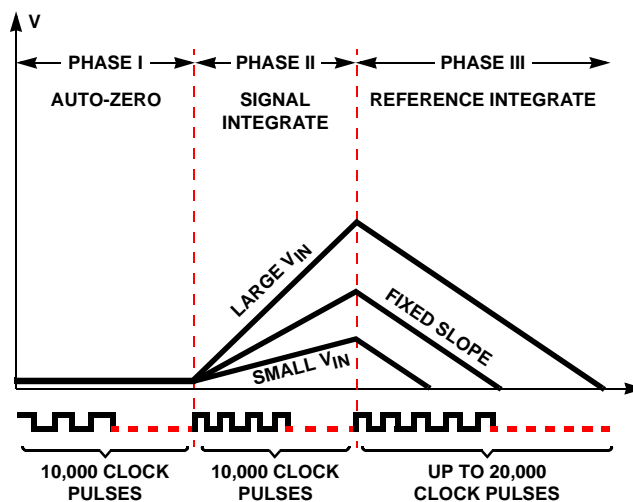 V
PHASE I
PHASE II
PHASE III
AUTO-ZERO
SIGNAL
INTEGRATE
REFERENCE INTEGRATE
LARGE VIN
FIXED SLOPE
SMALL VIN
10,000 CLOCK
PULSES
10,000 CLOCK
PULSES
UP TO 20,000
CLOCK PULSES